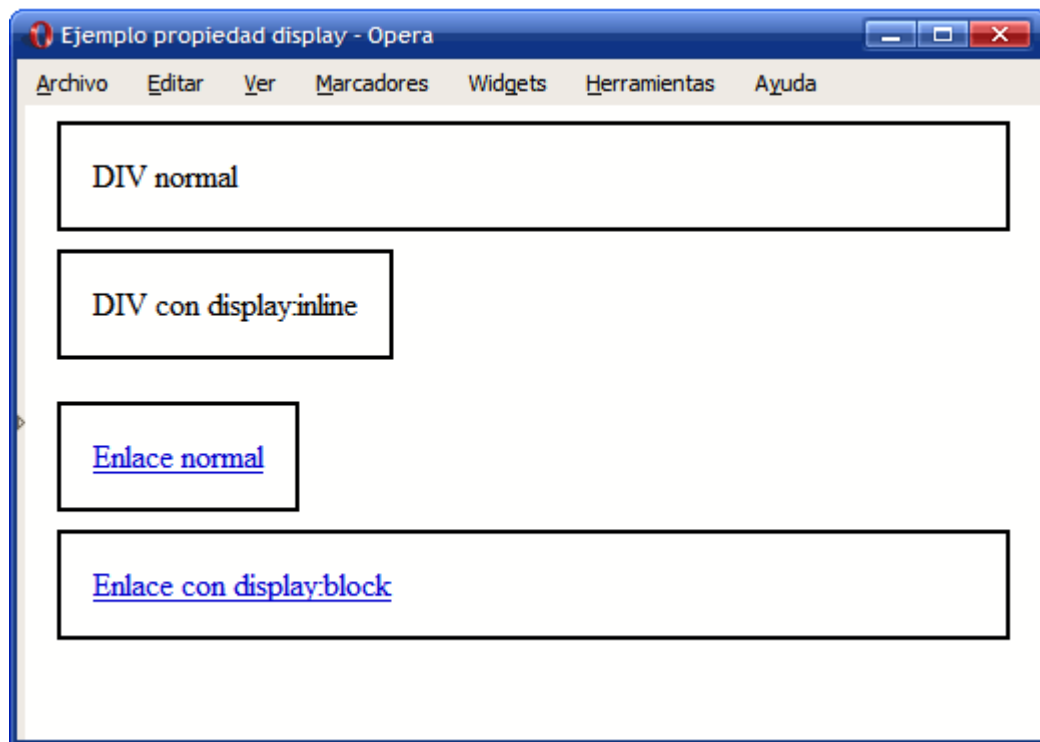 Ejemplo propiedad display - Opera
Archivo Editar Ver Marcadores Widgets Herramientas Ayuda
DIV normal
DIV con display:inline
Enlace normal
Enlace con display:block